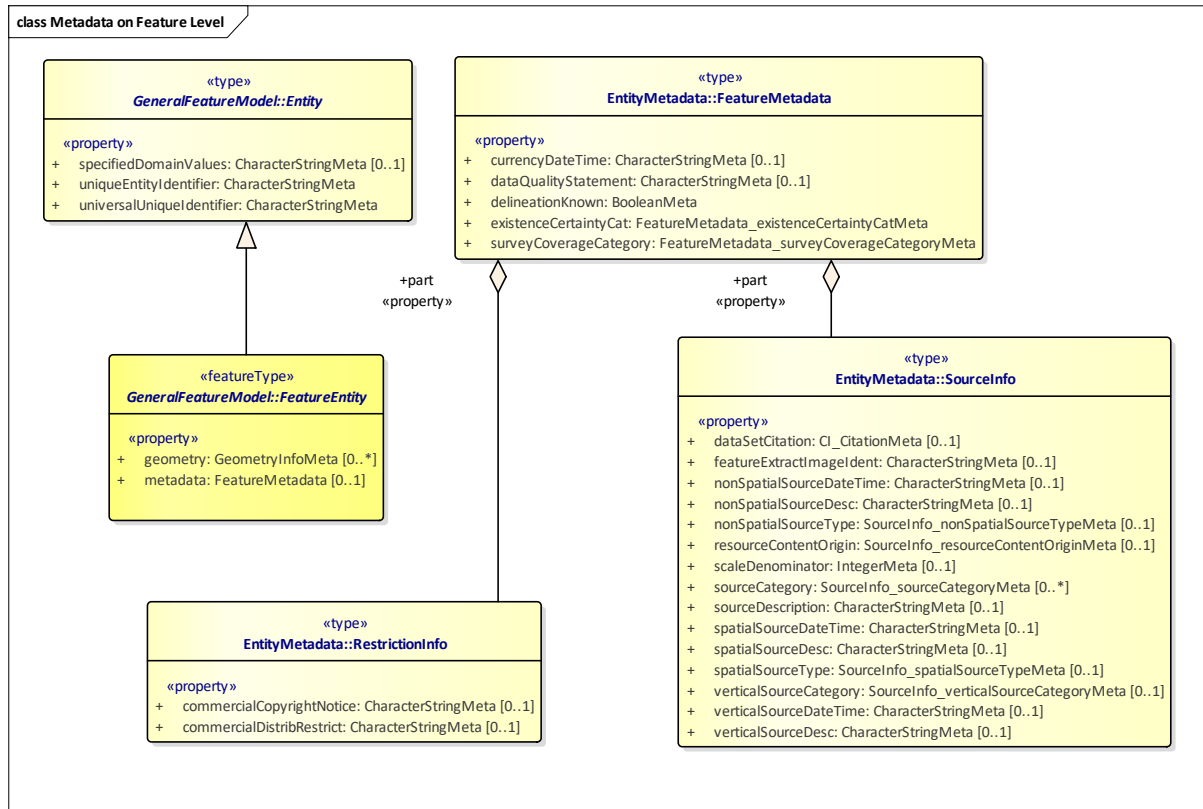 class Metadata on Feature Level
«type»
GeneralFeatureModel::Entity
«property»
+ specifiedDomainValues: CharacterStringMeta [0..1]
+ uniqueEntityIdentifier: CharacterStringMeta
+ universalUniqueIdentifier: CharacterStringMeta
«type»
EntityMetadata::FeatureMetadata
«property»
+ currencyDateTime: CharacterStringMeta [0..1]
+ dataQualityStatement: CharacterStringMeta [0..1]
+ delineationKnown: BooleanMeta
+ existenceCertaintyCat: FeatureMetadata_existenceCertaintyCatMeta
+ surveyCoverageCategory: FeatureMetadata_surveyCoverageCategoryMeta
+part
«property»
+part
«property»
«featureType»
GeneralFeatureModel::FeatureEntity
«property»
+ geometry: GeometryInfoMeta [0..*]
+ metadata: FeatureMetadata [0..1]
«type»
EntityMetadata::SourceInfo
«property»
+ dataSetCitation: CI_CitationMeta [0..1]
+ featureExtractImageIdent: CharacterStringMeta [0..1]
+ nonSpatialSourceDateTime: CharacterStringMeta [0..1]
+ nonSpatialSourceDesc: CharacterStringMeta [0..1]
+ nonSpatialSourceType: SourceInfo_nonSpatialSourceTypeMeta [0..1]
+ resourceContentOrigin: SourceInfo_resourceContentOriginMeta [0..1]
+ scaleDenominator: IntegerMeta [0..1]
+ sourceCategory: SourceInfo_sourceCategoryMeta [0..*]
+ sourceDescription: CharacterStringMeta [0..1]
+ spatialSourceDateTime: CharacterStringMeta [0..1]
+ spatialSourceDesc: CharacterStringMeta [0..1]
+ spatialSourceType: SourceInfo_spatialSourceTypeMeta [0..1]
+ verticalSourceCategory: SourceInfo_verticalSourceCategoryMeta [0..1]
+ verticalSourceDateTime: CharacterStringMeta [0..1]
+ verticalSourceDesc: CharacterStringMeta [0..1]
«type»
EntityMetadata::RestrictionInfo
«property»
+ commercialCopyrightNotice: CharacterStringMeta [0..1]
+ commercialDistribRestrict: CharacterStringMeta [0..1]